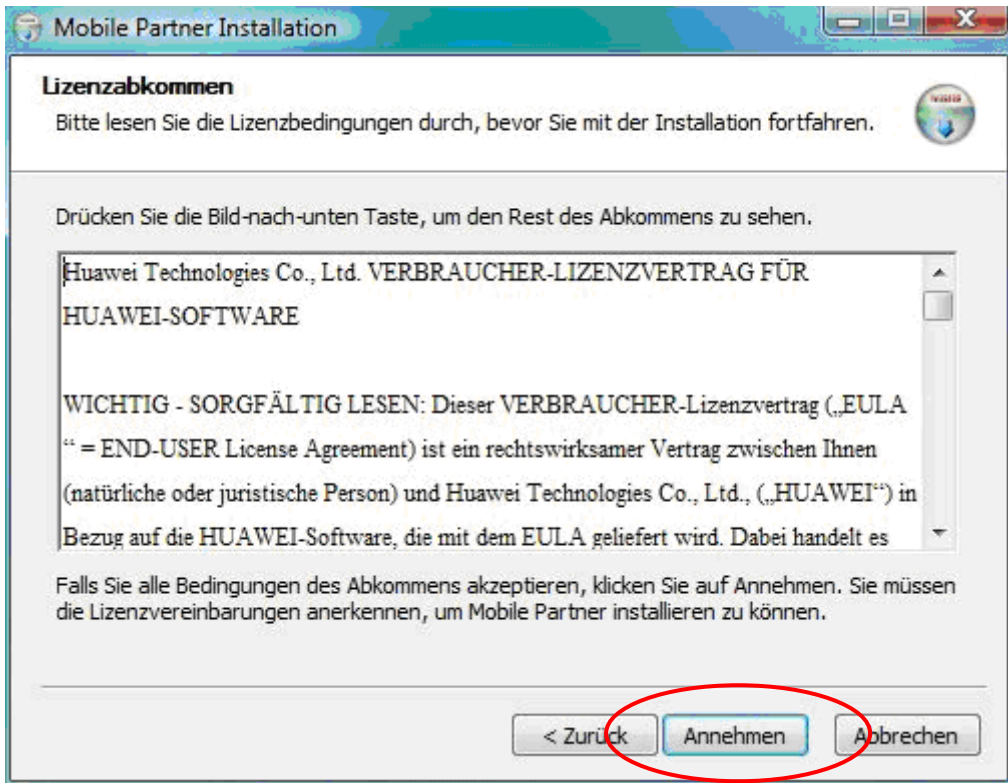 Mobile Partner Installation
Lizenzabkommen
Bitte lesen Sie die Lizenzbedingungen durch, bevor Sie mit der Installation fortfahren.
Drücken Sie die Bild-nach-unten Taste, um den Rest des Abkommens zu sehen.
Huawei Technologies Co., Ltd. VERBRAUCHER-LIZENZVERTRAG FÜR
HUAWEI-SOFTWARE
WICHTIG - SORGFÄLTIG LESEN: Dieser VERBRAUCHER-Lizenzvertrag („EULA
“ = END-USER License Agreement) ist ein rechtswirksamer Vertrag zwischen Ihnen
(natürliche oder juristische Person) und Huawei Technologies Co., Ltd., („HUAWEI“) in
Bezug auf die HUAWEI-Software, die mit dem EULA geliefert wird. Dabei handelt es
Falls Sie alle Bedingungen des Abkommens akzeptieren, klicken Sie auf Annehmen. Sie müssen
die Lizenzvereinbarungen anerkennen, um Mobile Partner installieren zu können.
< Zurück Annehmen Abbrechen